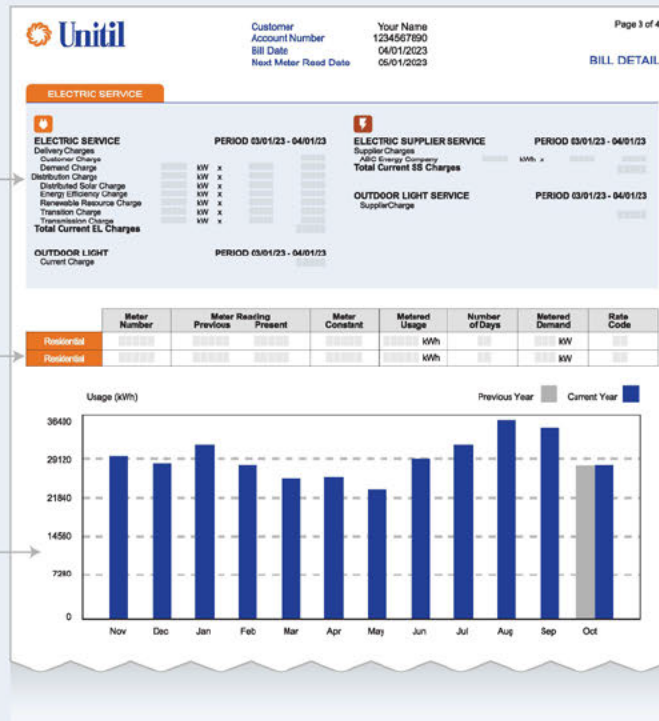 Unitil
Customer Your Name
Account Number 1234567890
Bill Date 04/01/2023
Next Meter Read Date 05/01/2023
Page 3 of 4
BILL DETAIL
ELECTRIC SERVICE
ELECTRIC SERVICE PERIOD 03/01/23 - 04/01/23
Delivery Charges
Customer Charge
Demand Charge kW x
Distribution Charge kW x
Distributed Solar Charge kW x
Energy Efficiency Charge kW x
Renewable Resource Charge kW x
Transition Charge kW x
Transmission Charge kW x
Total Current EL Charges
OUTDOOR LIGHT PERIOD 03/01/23 - 04/01/23
Current Charge
ELECTRIC SUPPLIER SERVICE PERIOD 03/01/23 - 04/01/23
Supplier Charges
ABC Energy Company kWh x
Total Current SS Charges
OUTDOOR LIGHT SERVICE PERIOD 03/01/23 - 04/01/23
SupplierCharge
Meter Number Meter Reading Previous Present Meter Constant Metered Usage Number of Days Metered Demand Rate Code
Residential kWh kW
Residential kWh kW
Usage (kWh) Previous Year Current Year
36400
29120
21840
14560
7280
0
Nov Dec Jan Feb Mar Apr May Jun Jul Aug Sep Oct